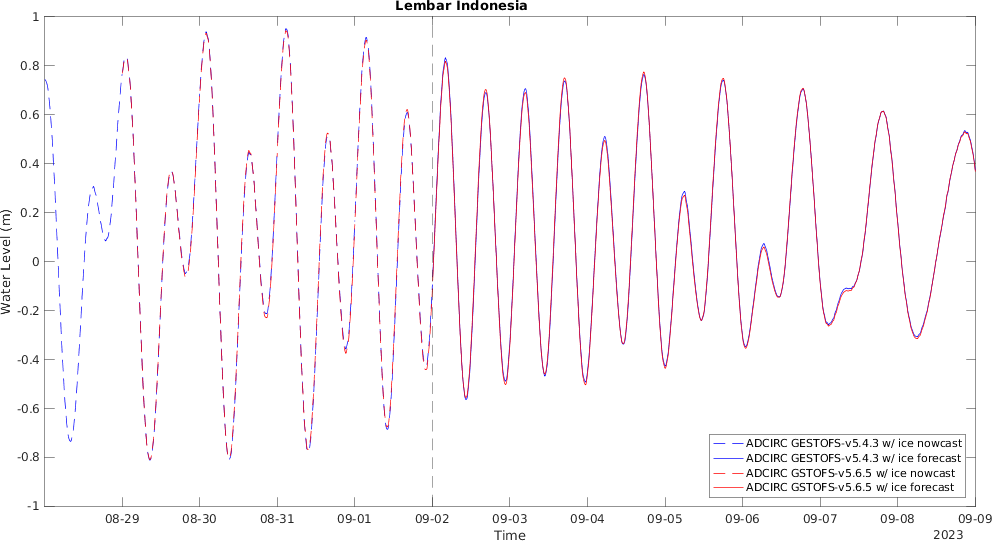 Lembar Indonesia
1
0.8
0.6
0.4
0.2
0
-0.2
-0.4
-0.6
-0.8
-1
Water Level (m)
ADCIRC GESTOFS-v5.4.3 w/ ice nowcast
ADCIRC GESTOFS-v5.4.3 w/ ice forecast
ADCIRC GSTOFS-v5.6.5 w/ ice nowcast
ADCIRC GSTOFS-v5.6.5 w/ ice forecast
08-29 08-30 08-31 09-01 09-02 09-03 09-04 09-05 09-06 09-07 09-08 09-09
Time
2023